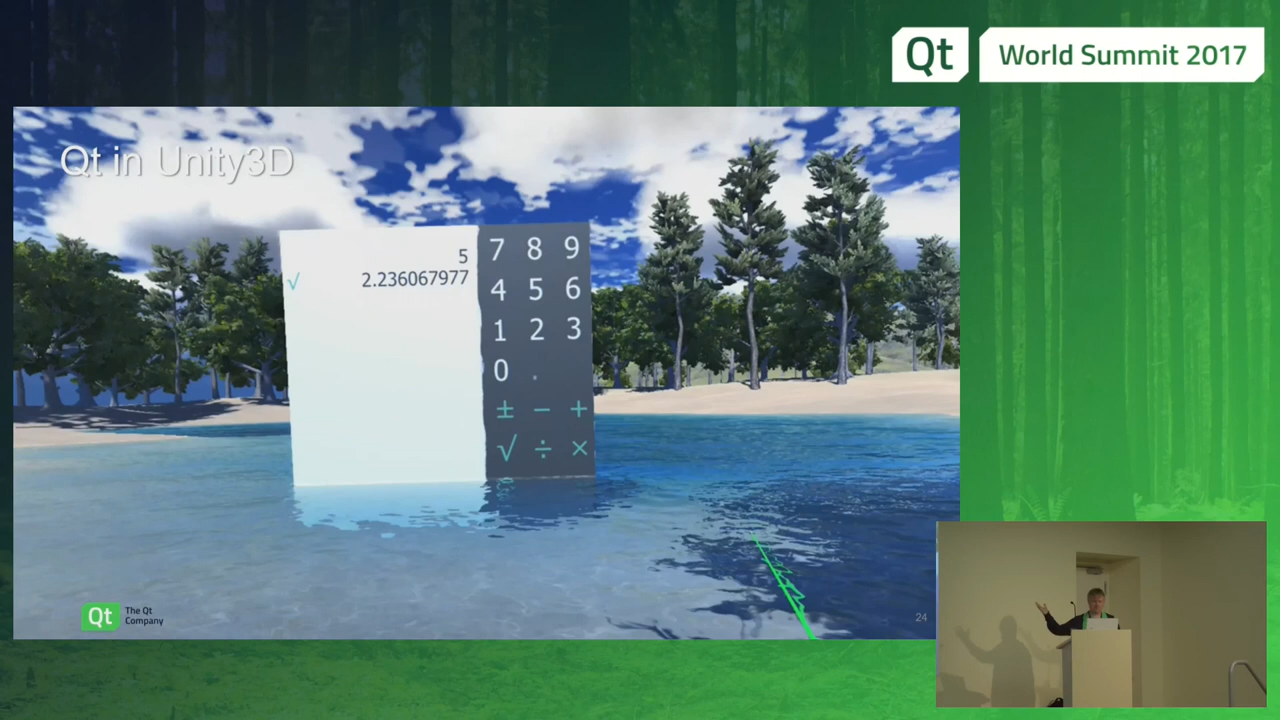 Qt World Summit 2017
Qt in Unity3D
5
√ 2.236067977
7 8 9
4 5 6
1 2 3
0 .
± − +
√ ÷ ×
Qt The Qt
Company
24